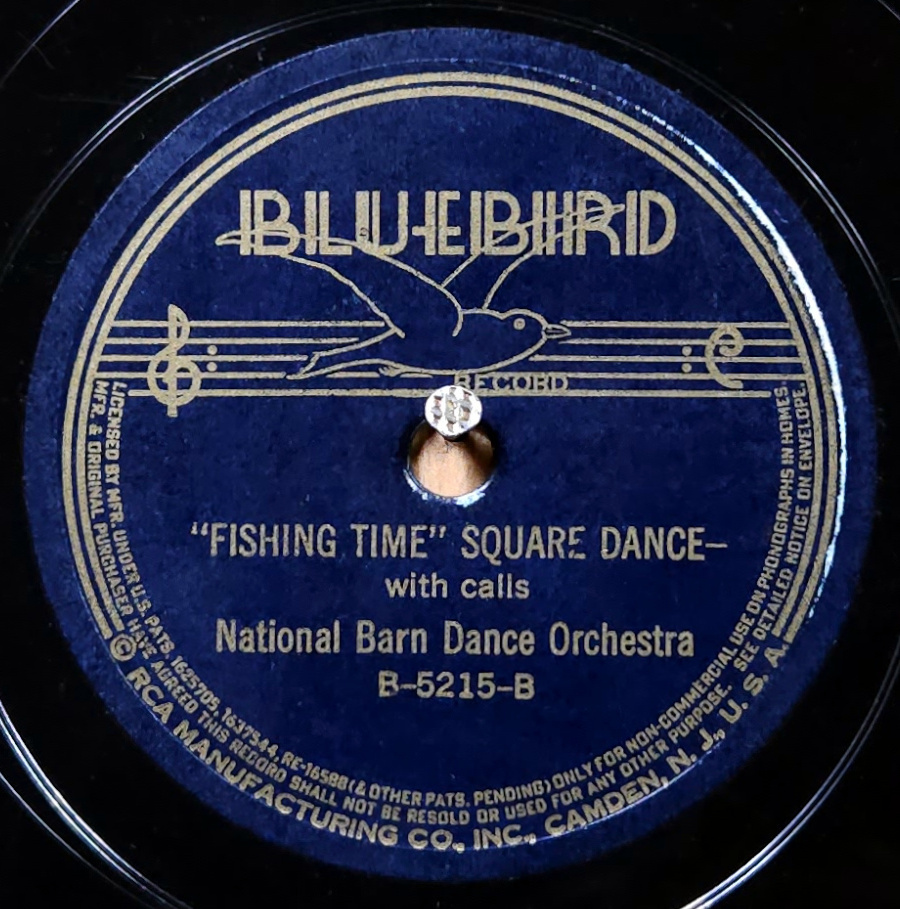 BLUEBIRD
RECORD
“FISHING TIME” SQUARE DANCE–
with calls
National Barn Dance Orchestra
B–5215–B
LICENSED BY MFR. UNDER U.S. PATS. 1625705, 1637544, RE-16588 (& OTHER PATS. PENDING) ONLY FOR NON-COMMERCIAL USE ON PHONOGRAPHS IN HOMES.
MFR. & ORIGINAL PURCHASER HAVE AGREED THIS RECORD SHALL NOT BE RESOLD OR USED FOR ANY OTHER PURPOSE. SEE DETAILED NOTICE ON ENVELOPE.
© RCA MANUFACTURING CO., INC., CAMDEN, N. J., U. S. A.